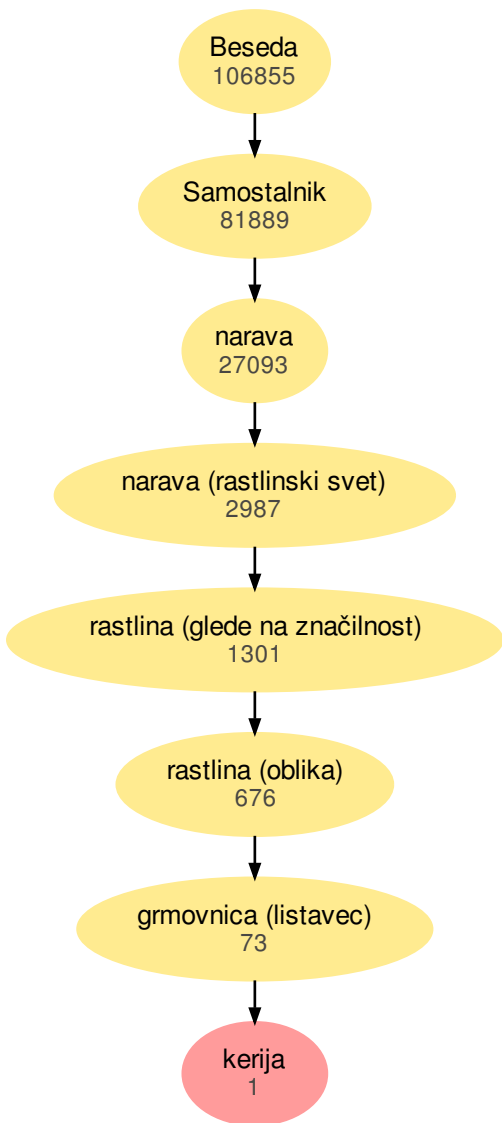 Beseda
106855
Samostalnik
81889
narava
27093
narava (rastlinski svet)
2987
rastlina (glede na značilnost)
1301
rastlina (oblika)
676
grmovnica (listavec)
73
kerija
1